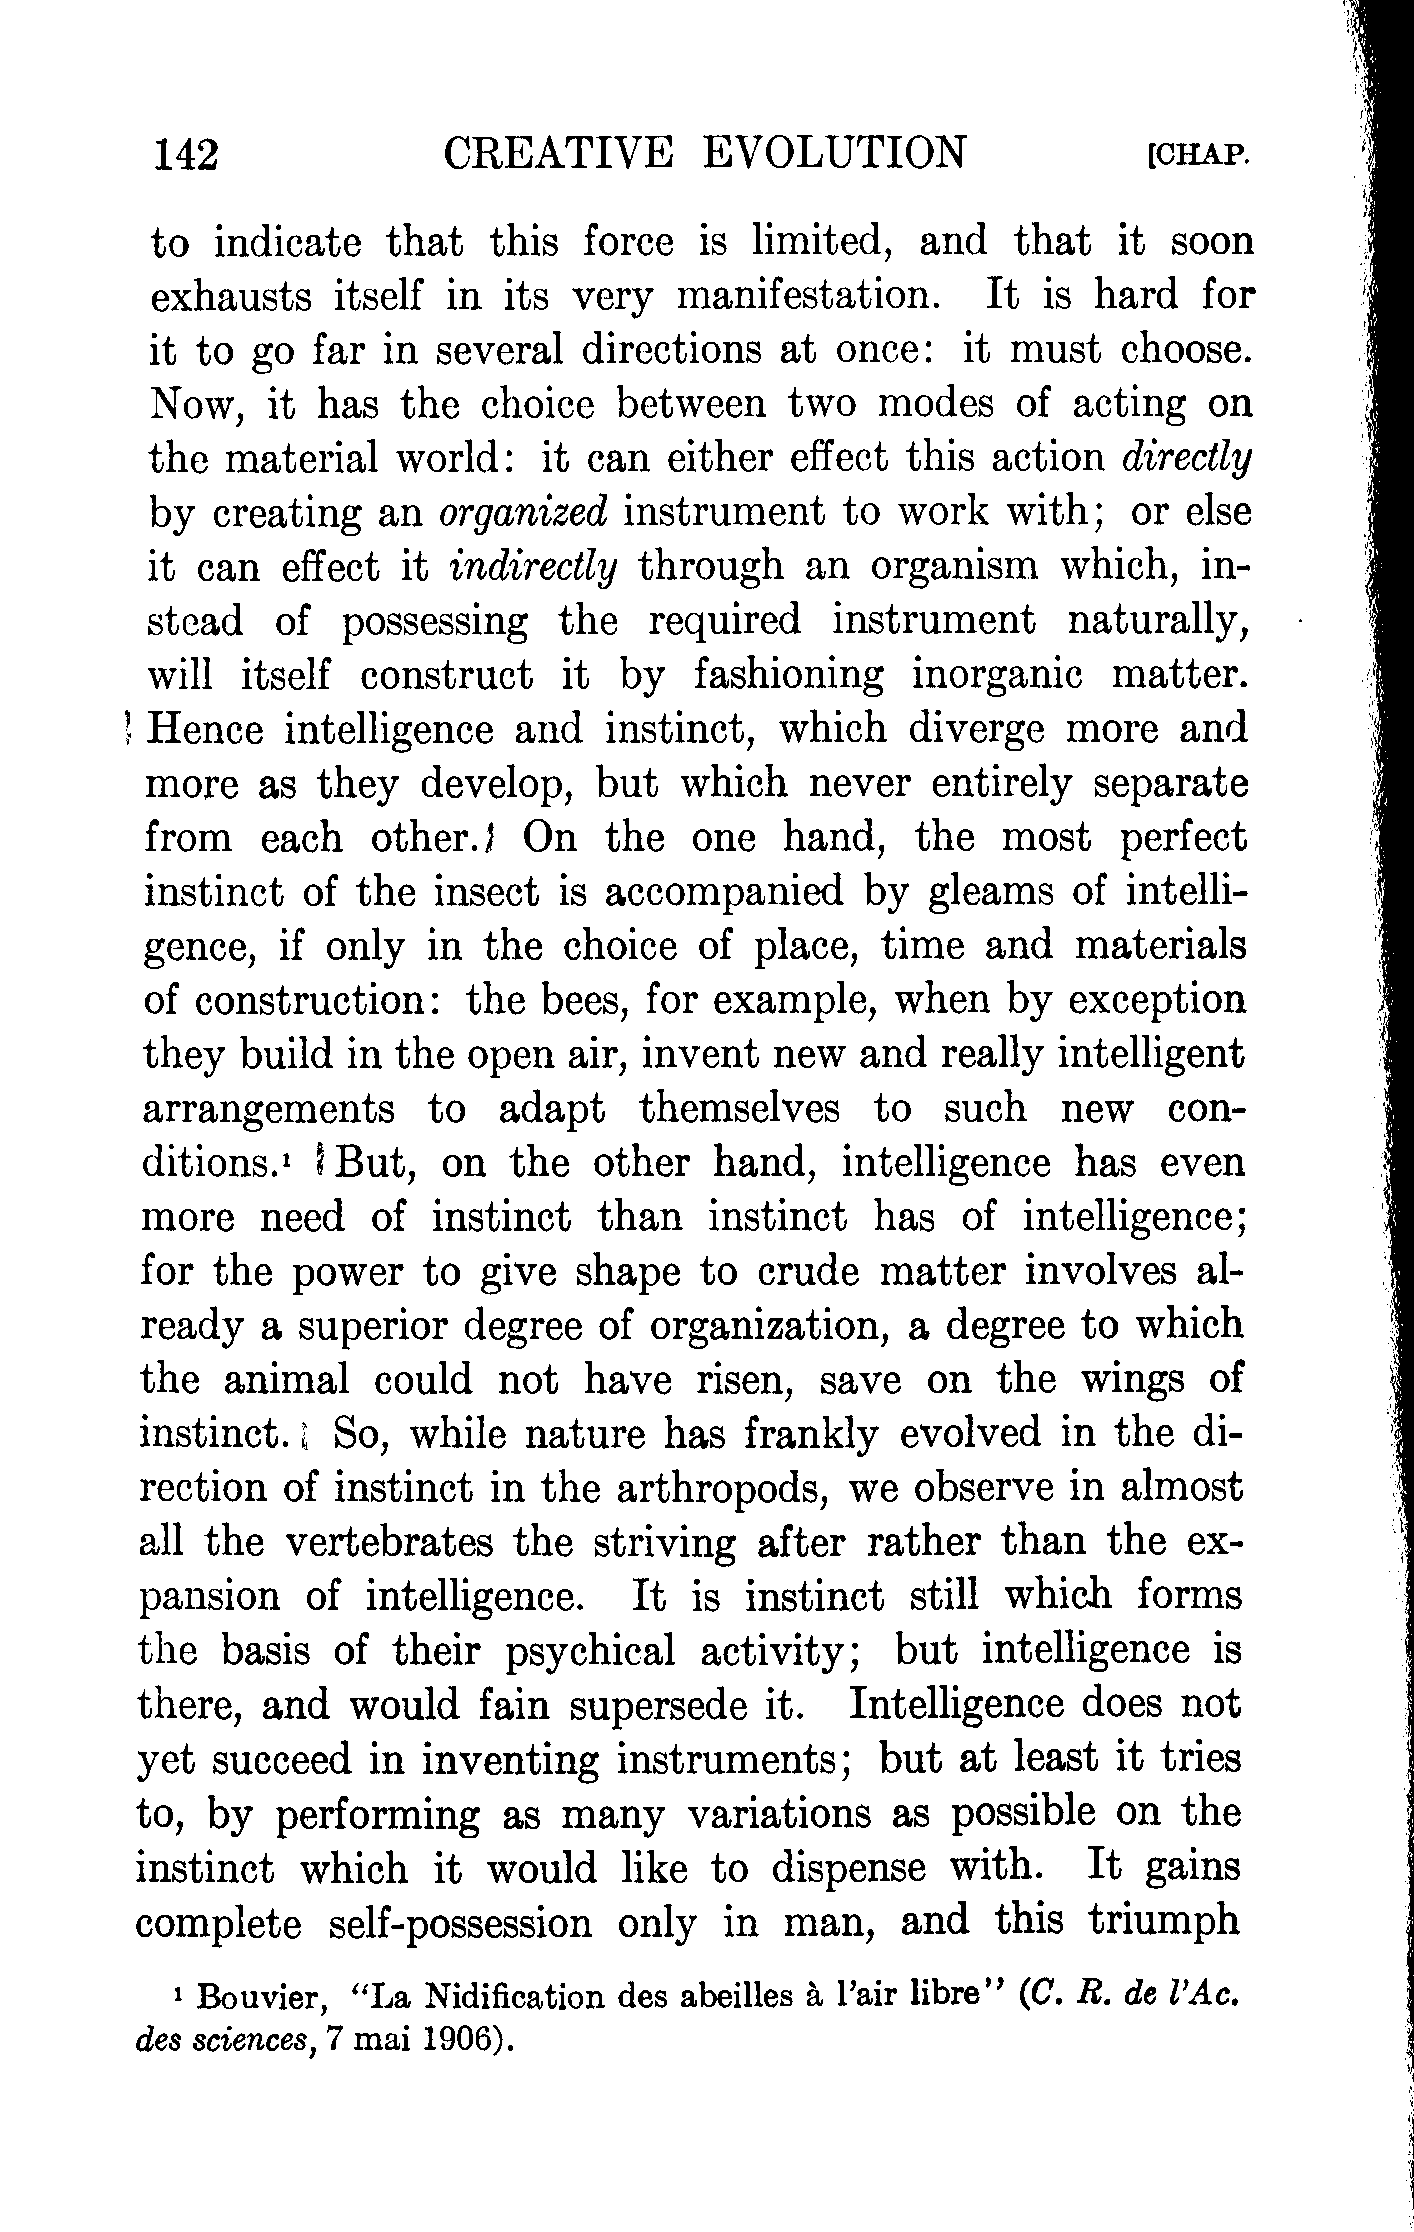 142 CREATIVE EVOLUTION [CHAP.
to indicate that this force is limited, and that it soon
exhausts itself in its very manifestation. It is hard for
it to go far in several directions at once: it must choose.
Now, it has the choice between two modes of acting on
the material world: it can either effect this action directly
by creating an organized instrument to work with; or else
it can effect it indirectly through an organism which, in-
stead of possessing the required instrument naturally,
will itself construct it by fashioning inorganic matter.
Hence intelligence and instinct, which diverge more and
more as they develop, but which never entirely separate
from each other. On the one hand, the most perfect
instinct of the insect is accompanied by gleams of intelli-
gence, if only in the choice of place, time and materials
of construction: the bees, for example, when by exception
they build in the open air, invent new and really intelligent
arrangements to adapt themselves to such new con-
ditions.¹ But, on the other hand, intelligence has even
more need of instinct than instinct has of intelligence;
for the power to give shape to crude matter involves al-
ready a superior degree of organization, a degree to which
the animal could not have risen, save on the wings of
instinct. So, while nature has frankly evolved in the di-
rection of instinct in the arthropods, we observe in almost
all the vertebrates the striving after rather than the ex-
pansion of intelligence. It is instinct still which forms
the basis of their psychical activity; but intelligence is
there, and would fain supersede it. Intelligence does not
yet succeed in inventing instruments; but at least it tries
to, by performing as many variations as possible on the
instinct which it would like to dispense with. It gains
complete self-possession only in man, and this triumph
¹ Bouvier, "La Nidification des abeilles à l'air libre" (C. R. de l'Ac.
des sciences, 7 mai 1906).